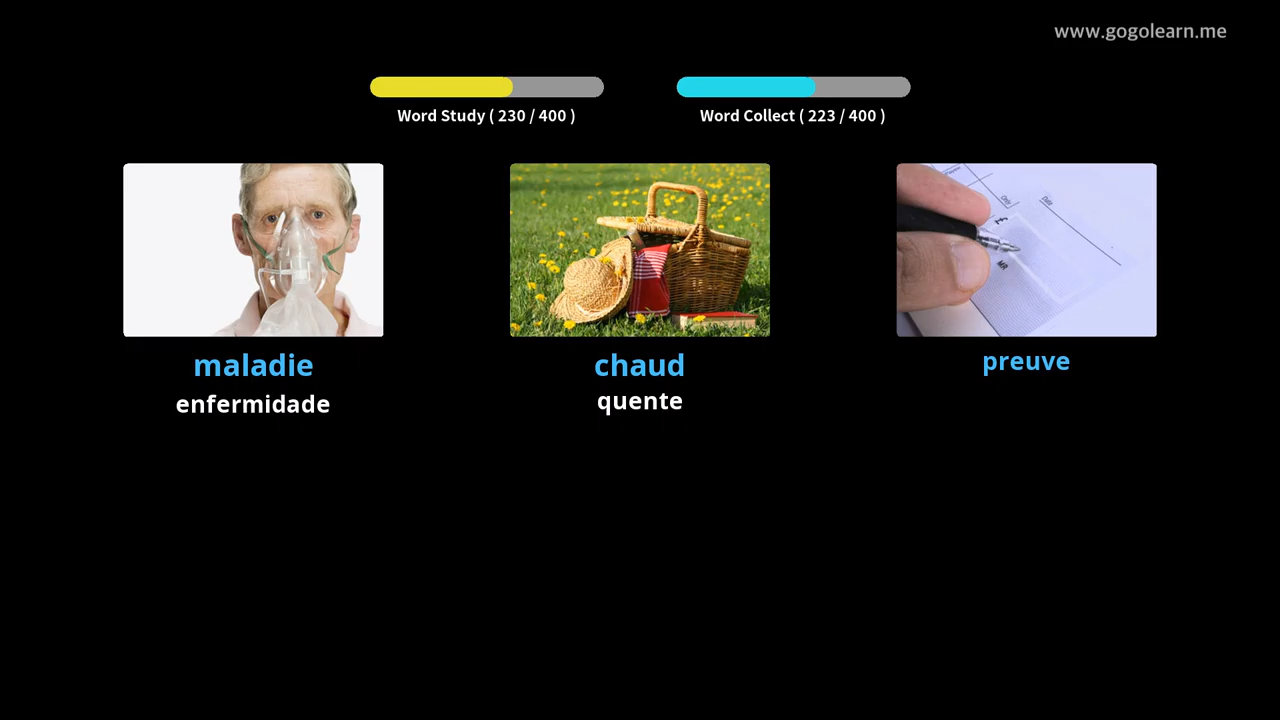 www.gogolearn.me
Word Study ( 230 / 400 )
Word Collect ( 223 / 400 )
maladie
chaud
preuve
enfermidade
quente